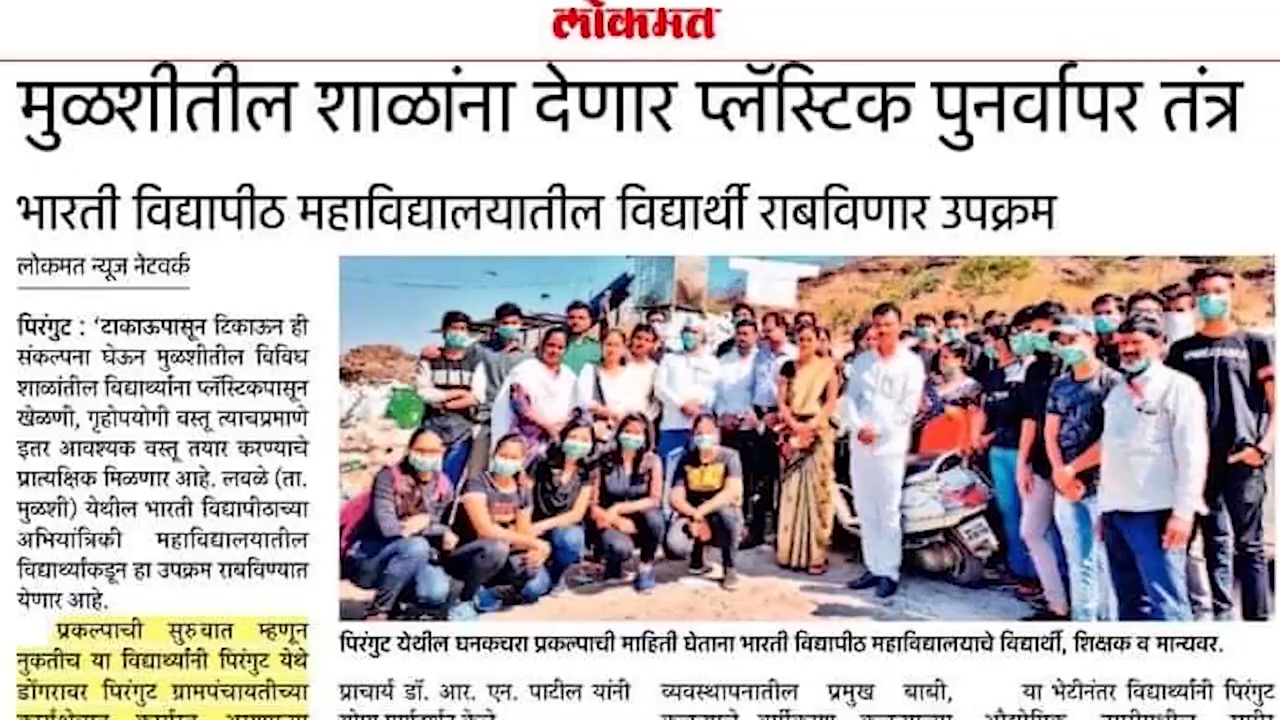 लोकमत
मुळशीतील शाळांना देणार प्लॅस्टिक पुनर्वापर तंत्र
भारती विद्यापीठ महाविद्यालयातील विद्यार्थी राबविणार उपक्रम
लोकमत न्यूज नेटवर्क
पिरंगुट : ‘टाकाऊपासून टिकाऊन ही
संकल्पना घेऊन मुळशीतील विविध
शाळांतील विद्यार्थ्यांना प्लॅस्टिकपासून
खेळणी, गृहोपयोगी वस्तू त्याचप्रमाणे
इतर आवश्यक वस्तू तयार करण्याचे
प्रात्यक्षिक मिळणार आहे. लवळे (ता.
मुळशी) येथील भारती विद्यापीठाच्या
अभियांत्रिकी महाविद्यालयातील
विद्यार्थ्यांकडून हा उपक्रम राबविण्यात
येणार आहे.
प्रकल्पाची सुरुवात म्हणून
नुकतीच या विद्यार्थ्यांनी पिरंगुट येथे
डोंगरावर पिरंगुट ग्रामपंचायतीच्या
पिरंगुट येथील घनकचरा प्रकल्पाची माहिती घेताना भारती विद्यापीठ महाविद्यालयाचे विद्यार्थी, शिक्षक व मान्यवर.
प्राचार्य डॉ. आर. एन. पाटील यांनी
व्यवस्थापनातील प्रमुख बाबी,
या भेटीनंतर विद्यार्थ्यांनी पिरंगुट